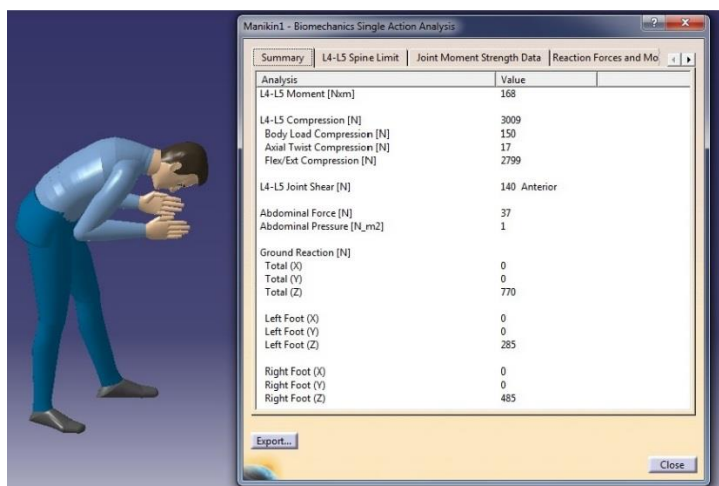 Manikin1 - Biomechanics Single Action Analysis
Summary L4-L5 Spine Limit Joint Moment Strength Data Reaction Forces and Mo
Analysis Value
L4-L5 Moment [Nxm] 168
L4-L5 Compression [N] 3009
Body Load Compression [N] 150
Axial Twist Compression [N] 17
Flex/Ext Compression [N] 2799
L4-L5 Joint Shear [N] 140 Anterior
Abdominal Force [N] 37
Abdominal Pressure [N_m2] 1
Ground Reaction [N]
Total (X) 0
Total (Y) 0
Total (Z) 770
Left Foot (X) 0
Left Foot (Y) 0
Left Foot (Z) 285
Right Foot (X) 0
Right Foot (Y) 0
Right Foot (Z) 485
Export...
Close